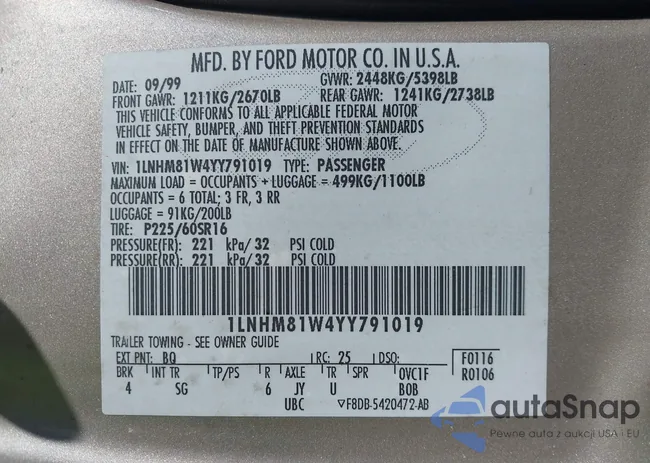 MFD. BY FORD MOTOR CO. IN U.S.A.
DATE: 09/99 GVWR: 2448KG/5398LB
FRONT GAWR: 1211KG/2670LB REAR GAWR: 1241KG/2738LB
THIS VEHICLE CONFORMS TO ALL APPLICABLE FEDERAL MOTOR
VEHICLE SAFETY, BUMPER, AND THEFT PREVENTION STANDARDS
IN EFFECT ON THE DATE OF MANUFACTURE SHOWN ABOVE.
VIN: 1LNHM81W4YY791019 TYPE: PASSENGER
MAXIMUM LOAD = OCCUPANTS + LUGGAGE = 499KG/1100LB
OCCUPANTS = 6 TOTAL; 3 FR, 3 RR
LUGGAGE = 91KG/200LB
TIRE: P225/60SR16
PRESSURE(FR): 221 kPa/ 32 PSI COLD
PRESSURE(RR): 221 kPa/ 32 PSI COLD
1LNHM81W4YY791019
TRAILER TOWING - SEE OWNER GUIDE
EXT PNT: BQ RC: 25 DSO: F0116
BRK INT TR TP/PS R AXLE TR SPR OVC1F R0106
4 SG 6 JY U BOB
UBC ▽F8DB-5420472-AB
autoSnap
Pewne auta z aukcji USA i EU